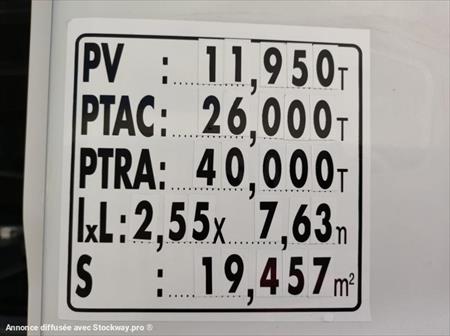 PV : 11,950T
PTAC: 26,000T
PTRA: 40,000T
lxL: 2,55x 7,63n
S : 19,457m²
Annonce diffusée avec Stockway.pro ®